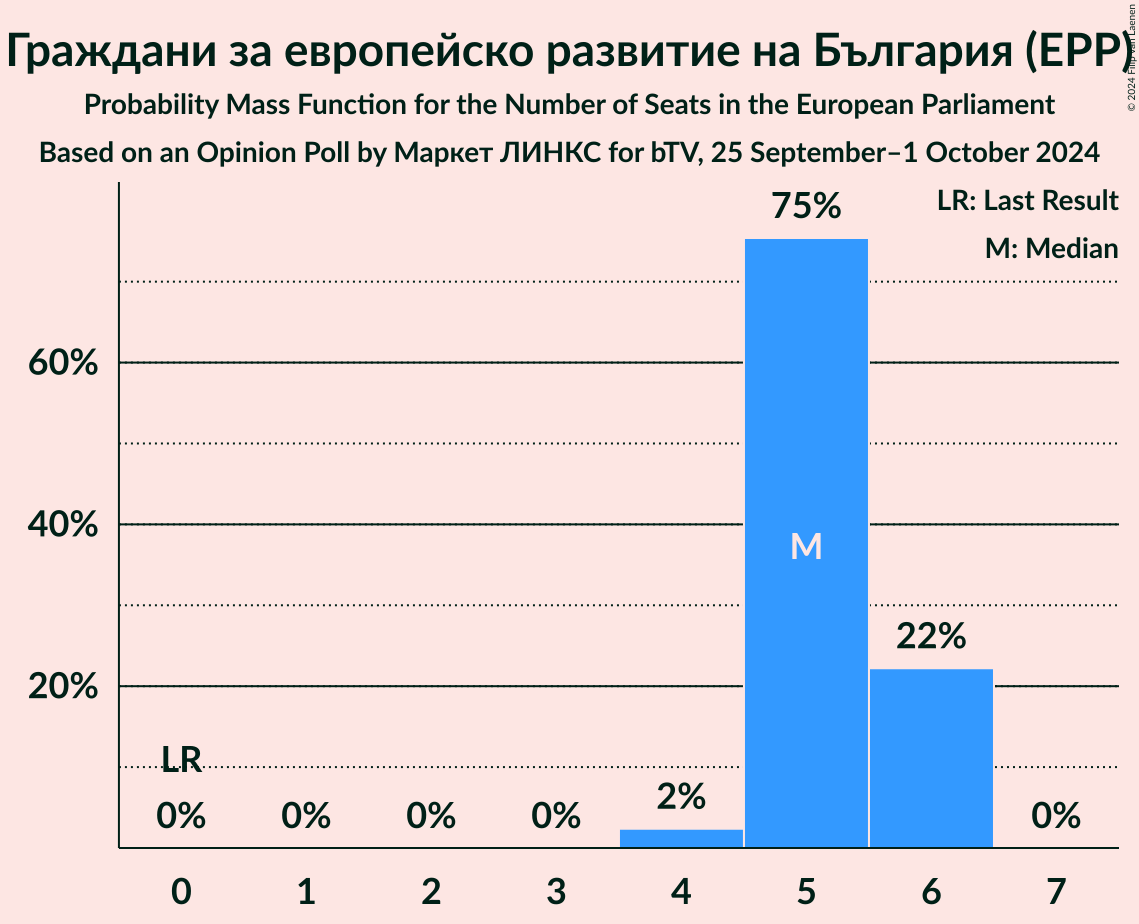 Граждани за европейско развитие на България (EPP)
Probability Mass Function for the Number of Seats in the European Parliament
Based on an Opinion Poll by Маркет ЛИНКС for bTV, 25 September–1 October 2024
© 2024 Filip van Laenen
LR: Last Result
M: Median
75%
60%
40%
M
22%
20%
LR
2%
0% 0% 0% 0% 0%
0 1 2 3 4 5 6 7